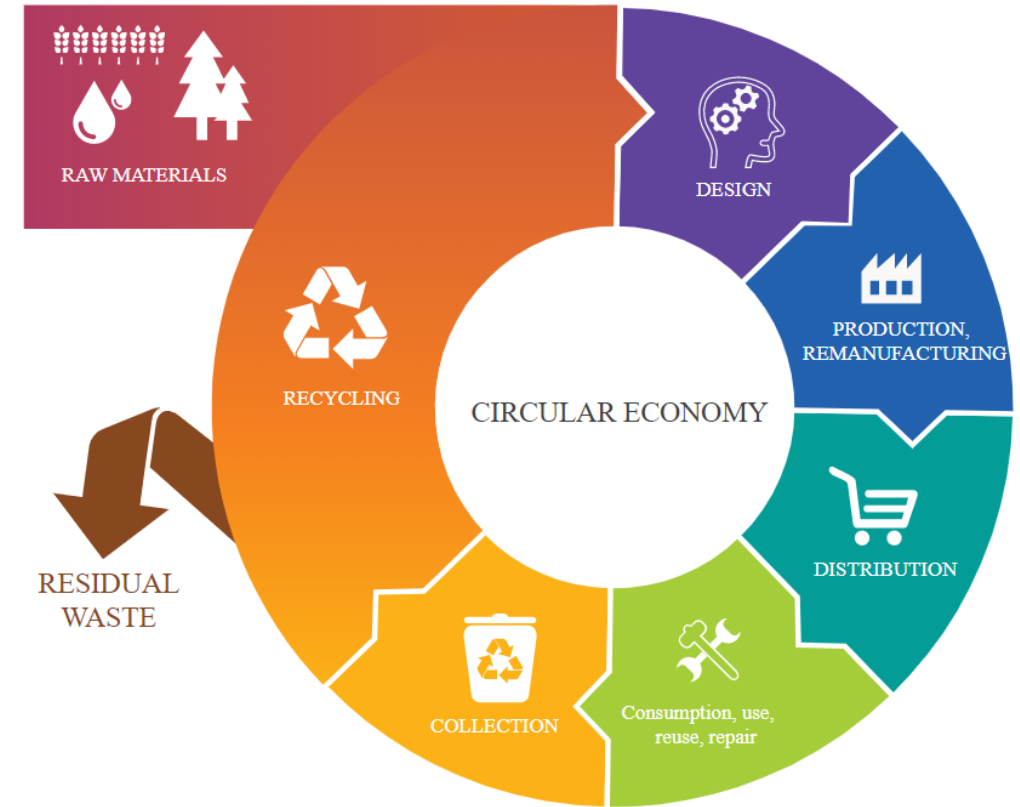 RAW MATERIALS
DESIGN
PRODUCTION,
REMANUFACTURING
RECYCLING
CIRCULAR ECONOMY
DISTRIBUTION
RESIDUAL
WASTE
Consumption, use,
reuse, repair
COLLECTION